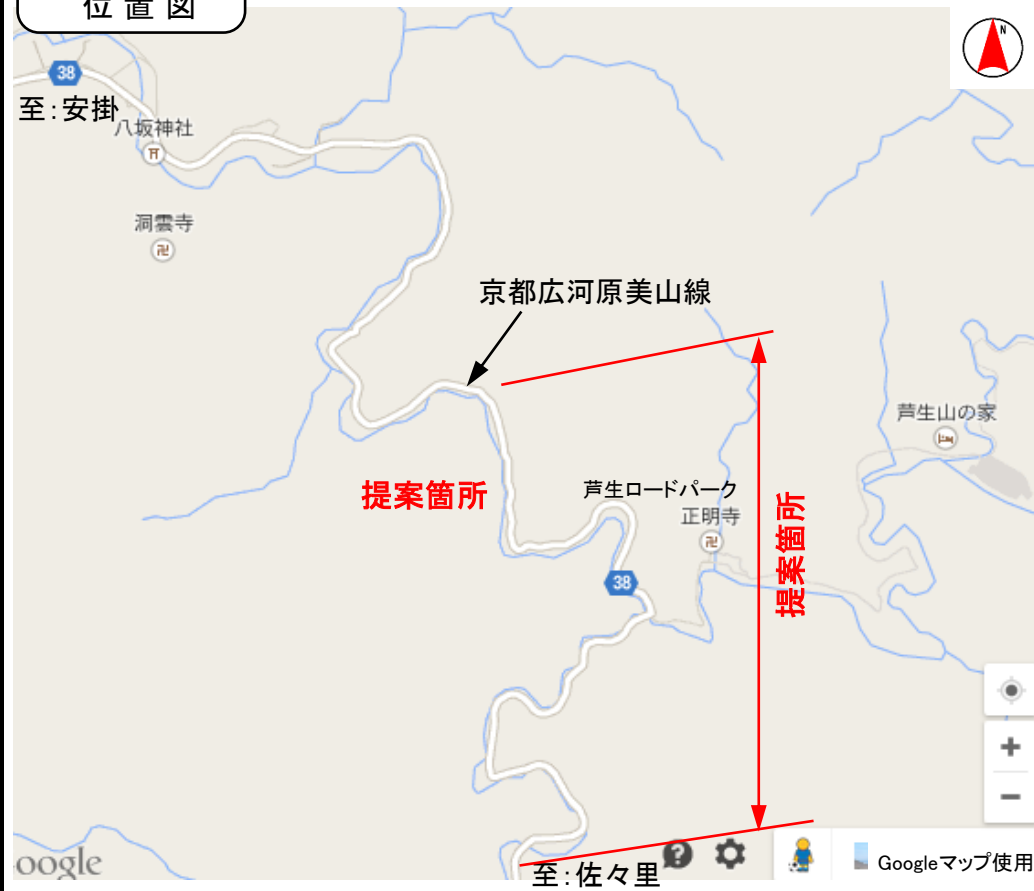 位置図
N
38
至:安掛
八坂神社
洞雲寺
京都広河原美山線
芦生山の家
提案箇所
芦生ロードパーク
正明寺
提案箇所
38
oogle
至:佐々里
Googleマップ使用